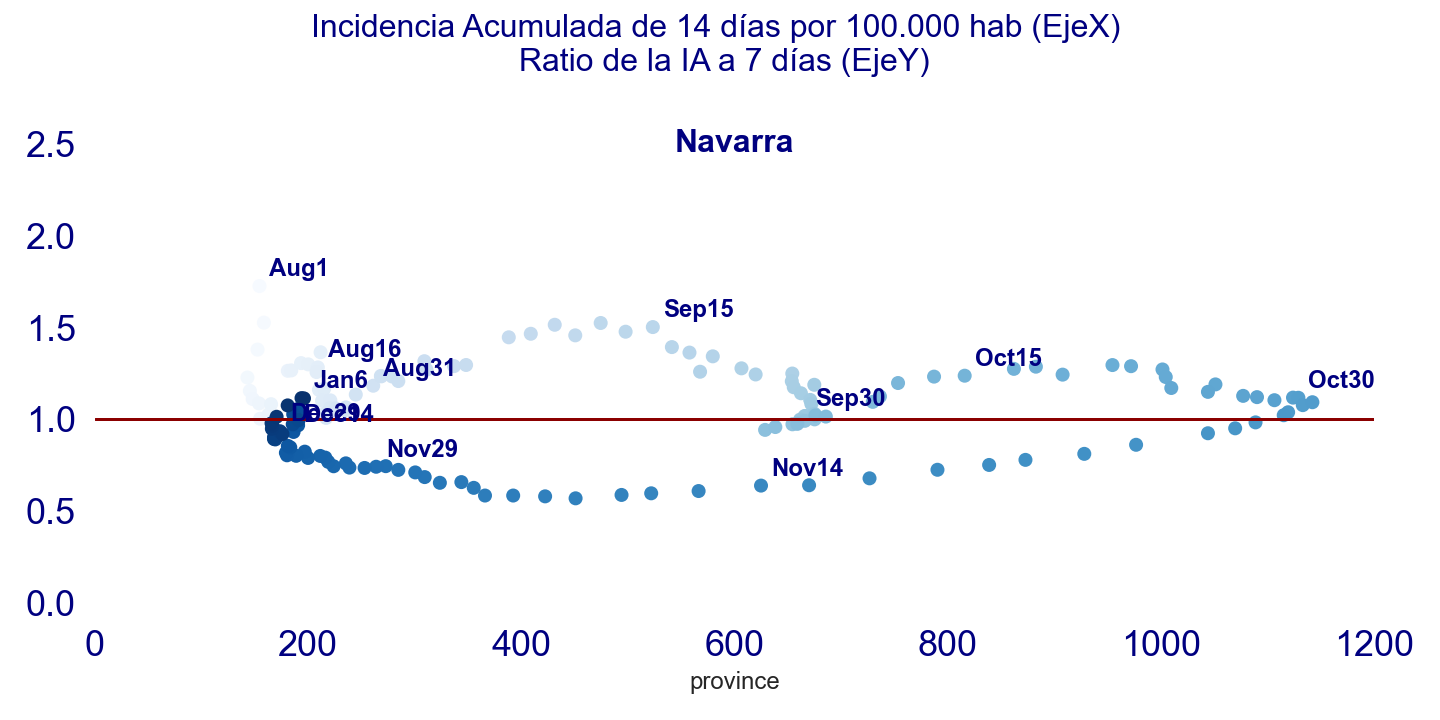 Incidencia Acumulada de 14 días por 100.000 hab (EjeX)
Ratio de la IA a 7 días (EjeY)
Navarra
2.5
2.0
1.5
1.0
0.5
0.0
Aug1
Sep15
Aug16
Aug31
Oct15
Jan6
Oct30
Sep30
Dec29
Dec14
Nov29
Nov14
0 200 400 600 800 1000 1200
province